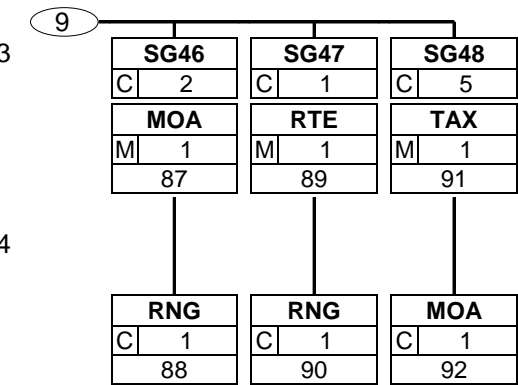 9
3
SG46 SG47 SG48
C 2 C 1 C 5
MOA RTE TAX
M 1 M 1 M 1
87 89 91
4
RNG RNG MOA
C 1 C 1 C 1
88 90 92